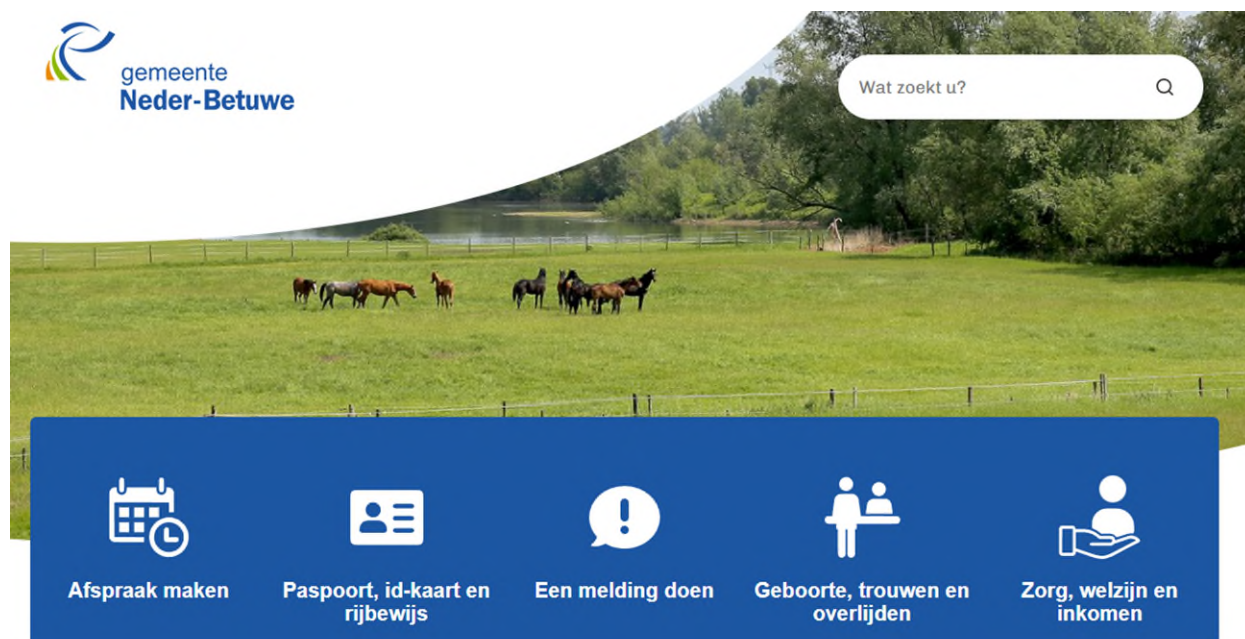 gemeente
Neder-Betuwe
Wat zoekt u?
Afspraak maken
Paspoort, id-kaart en
rijbewijs
Een melding doen
Geboorte, trouwen en
overlijden
Zorg, welzijn en
inkomen